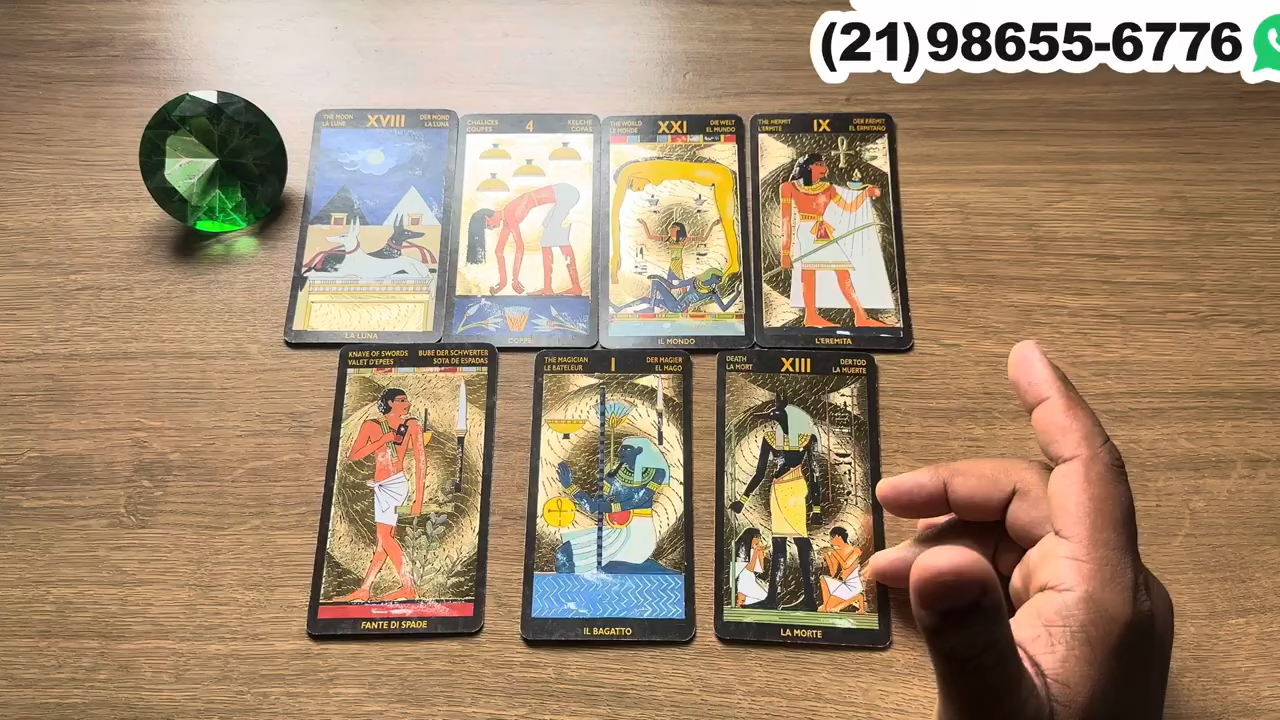 (21)98655-6776
THE MOON
LA LUNE
XVIII
DER MOND
LA LUNA
LA LUNA
CHALICES
COUPES
4
KELCHE
COPAS
COPPE
THE WORLD
LE MONDE
XXI
DIE WELT
EL MUNDO
IL MONDO
THE HERMIT
L'ERMITE
IX
DER EREMIT
EL ERMITAÑO
L'EREMITA
KNAVE OF SWORDS
VALET D'EPEES
BUBE DER SCHWERTER
SOTA DE ESPADAS
FANTE DI SPADE
THE MAGICIAN
LE BATELEUR
I
DER MAGIER
EL MAGO
IL BAGATTO
DEATH
LA MORT
XIII
DER TOD
LA MUERTE
LA MORTE